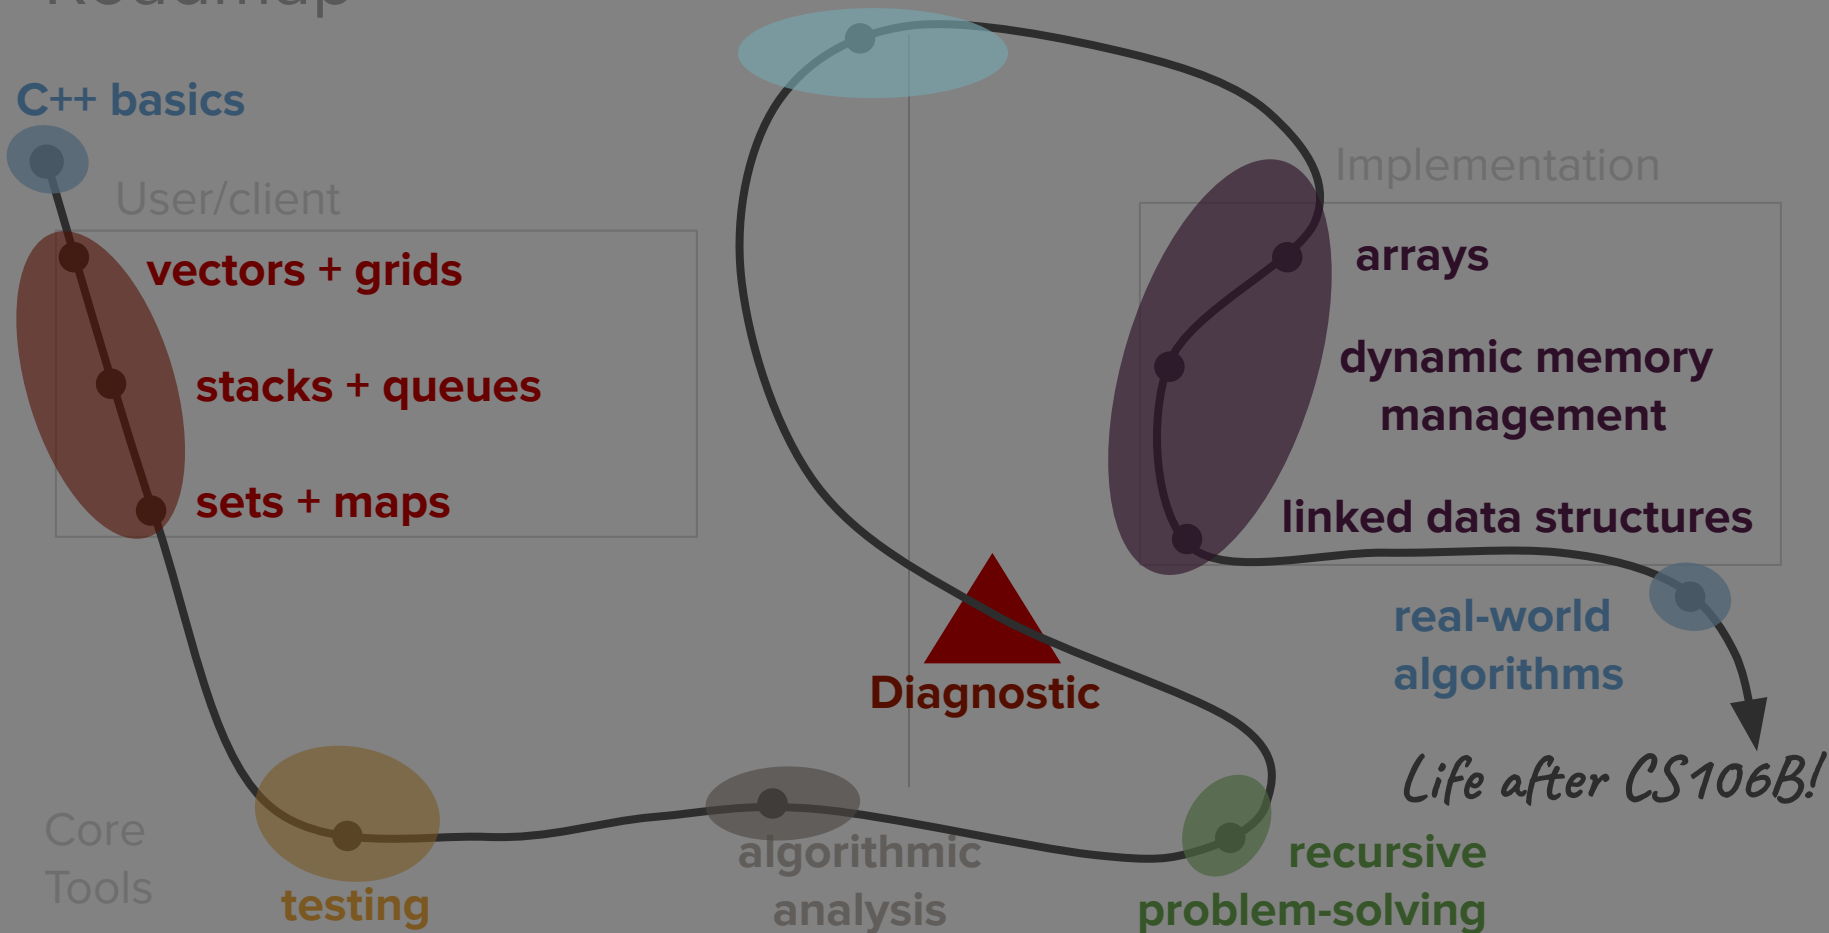 Roadmap
C++ basics
User/client
vectors + grids
stacks + queues
sets + maps
Core
Tools
testing
algorithmic
analysis
recursive
problem-solving
Diagnostic
Implementation
arrays
dynamic memory
management
linked data structures
real-world
algorithms
Life after CS106B!